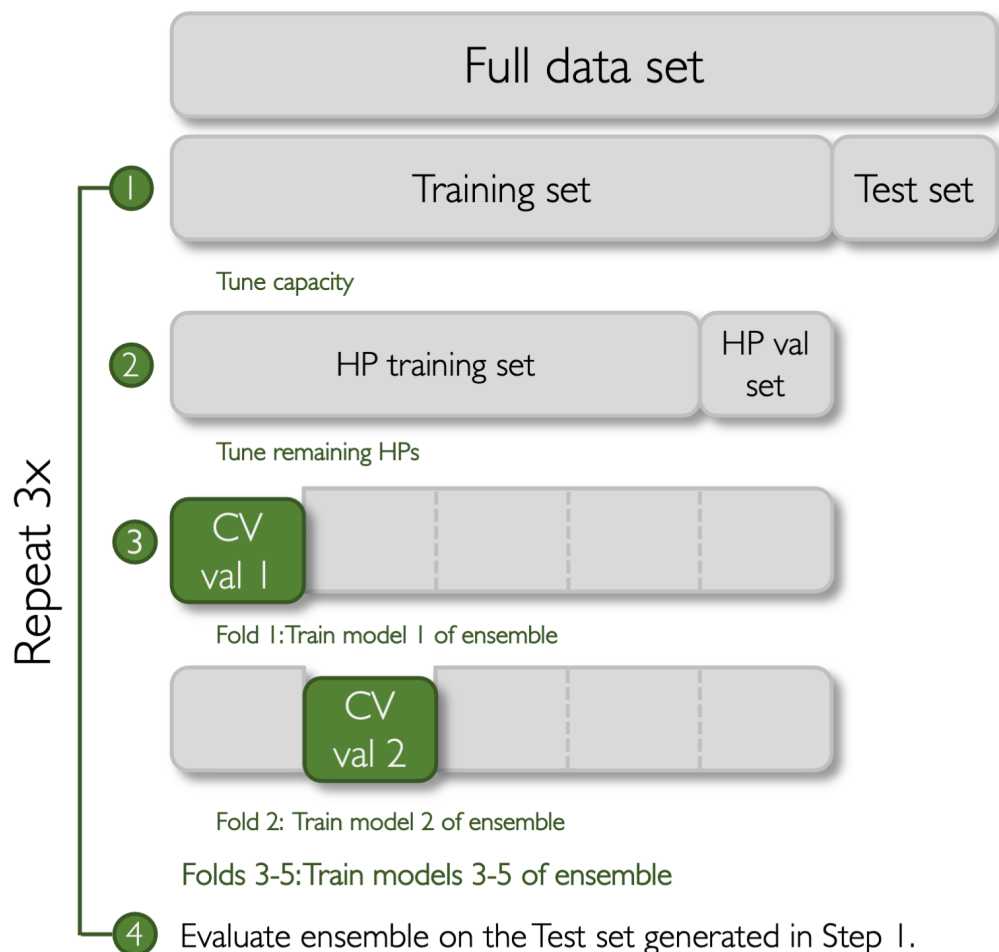 Full data set
1
Training set
Test set
Tune capacity
2
HP training set
HP val
set
Tune remaining HPs
Repeat 3x
3
CV
val 1
Fold 1:Train model 1 of ensemble
CV
val 2
Fold 2: Train model 2 of ensemble
Folds 3-5:Train models 3-5 of ensemble
4
Evaluate ensemble on the Test set generated in Step 1.